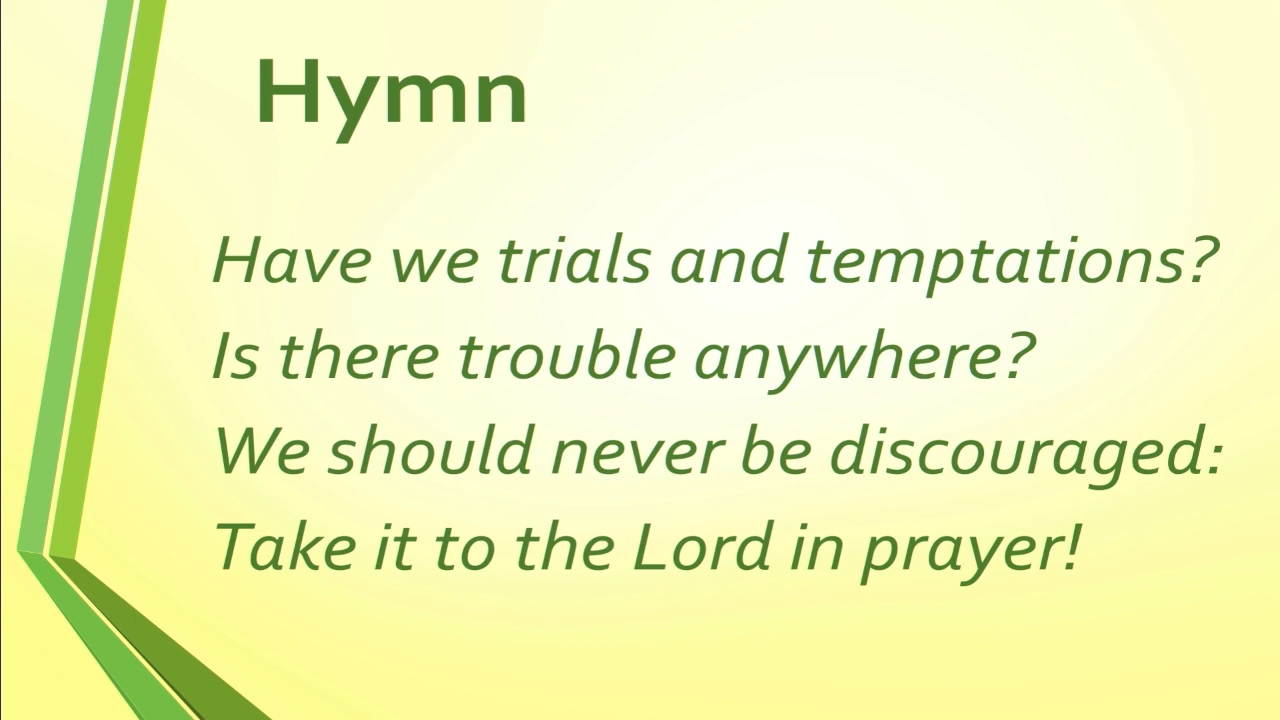 Hymn
Have we trials and temptations?
Is there trouble anywhere?
We should never be discouraged:
Take it to the Lord in prayer!